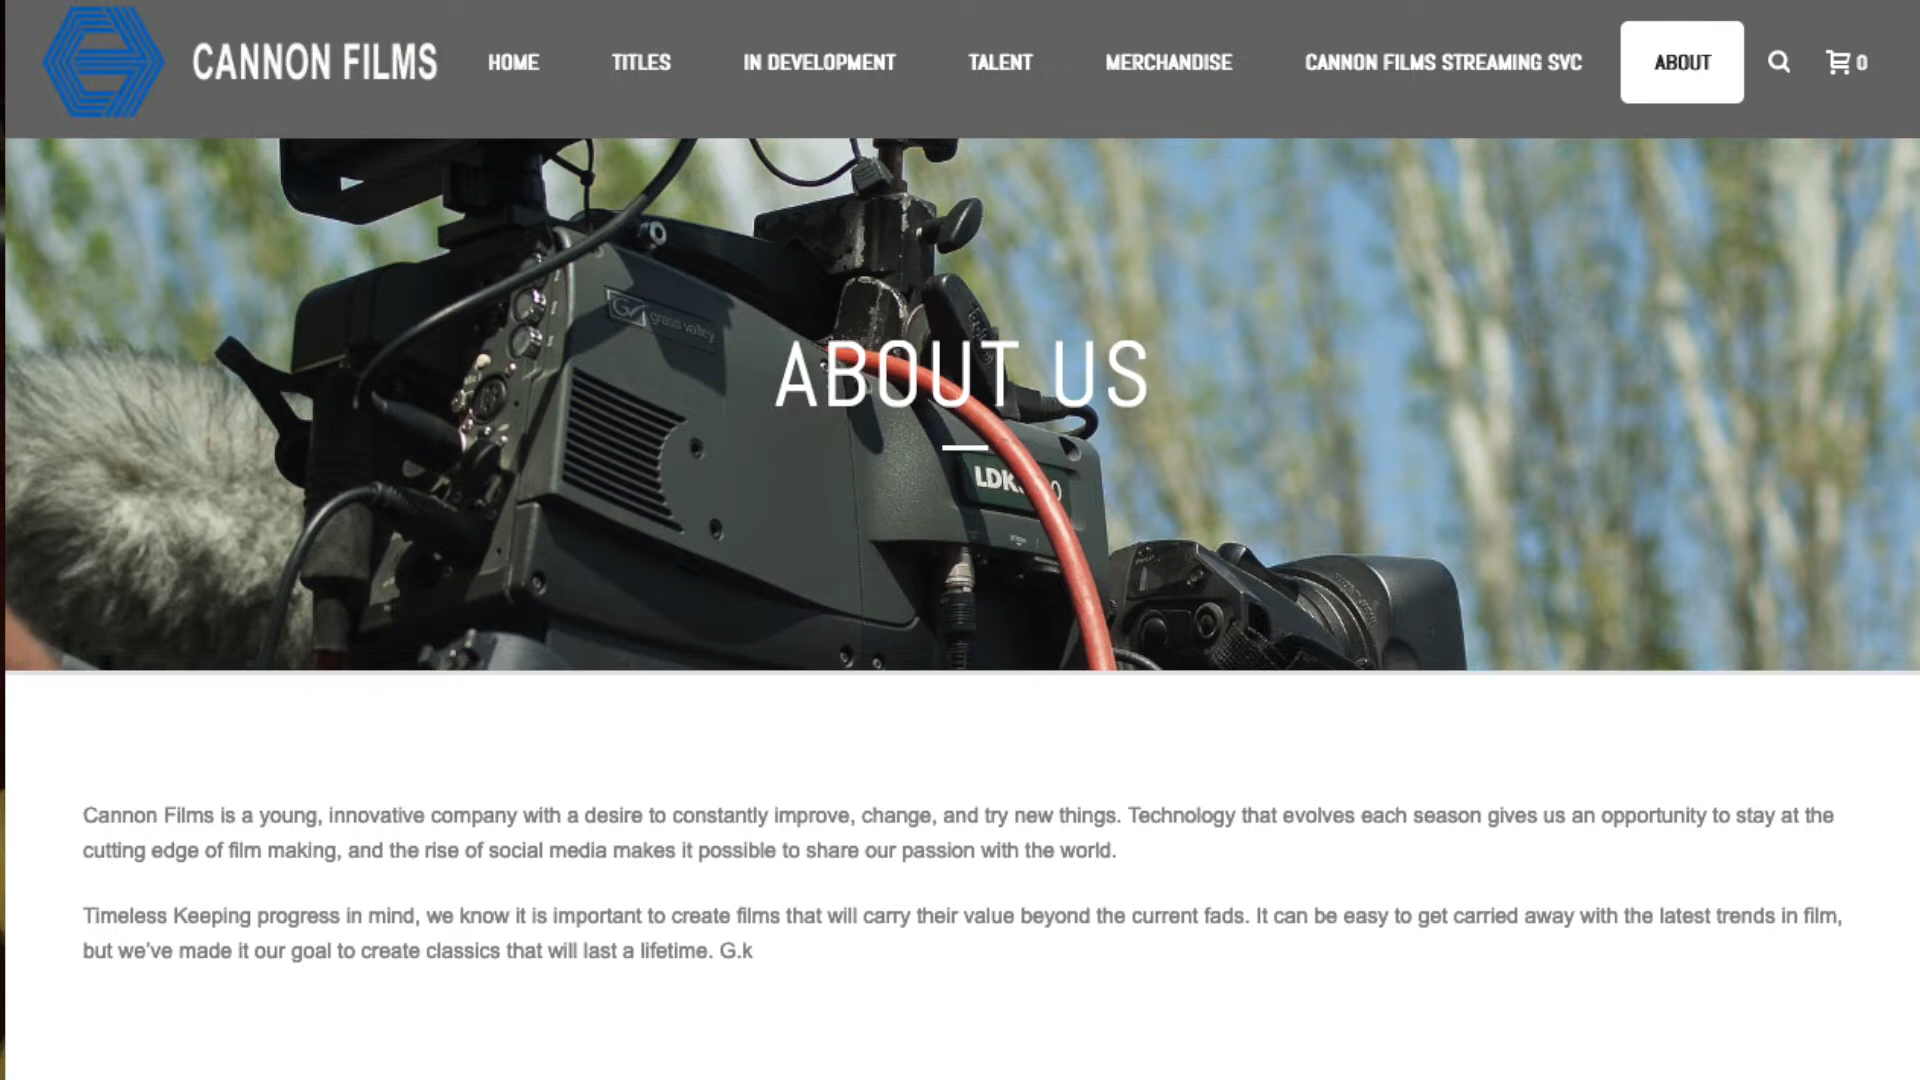 CANNON FILMS
HOME
TITLES
IN DEVELOPMENT
TALENT
MERCHANDISE
CANNON FILMS STREAMING SVC
ABOUT
0
grass valley
ABOUT US
Cannon Films is a young, innovative company with a desire to constantly improve, change, and try new things. Technology that evolves each season gives us an opportunity to stay at the
cutting edge of film making, and the rise of social media makes it possible to share our passion with the world.
Timeless Keeping progress in mind, we know it is important to create films that will carry their value beyond the current fads. It can be easy to get carried away with the latest trends in film,
but we've made it our goal to create classics that will last a lifetime. G.k